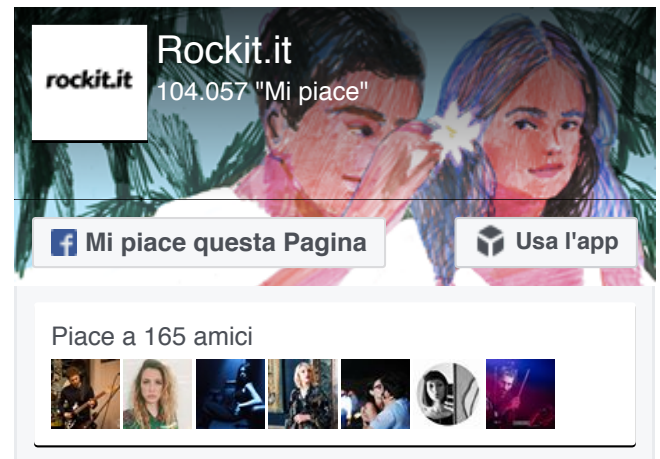 rockit.it
Rockit.it
104.057 "Mi piace"
Mi piace questa Pagina
Usa l'app
Piace a 165 amici